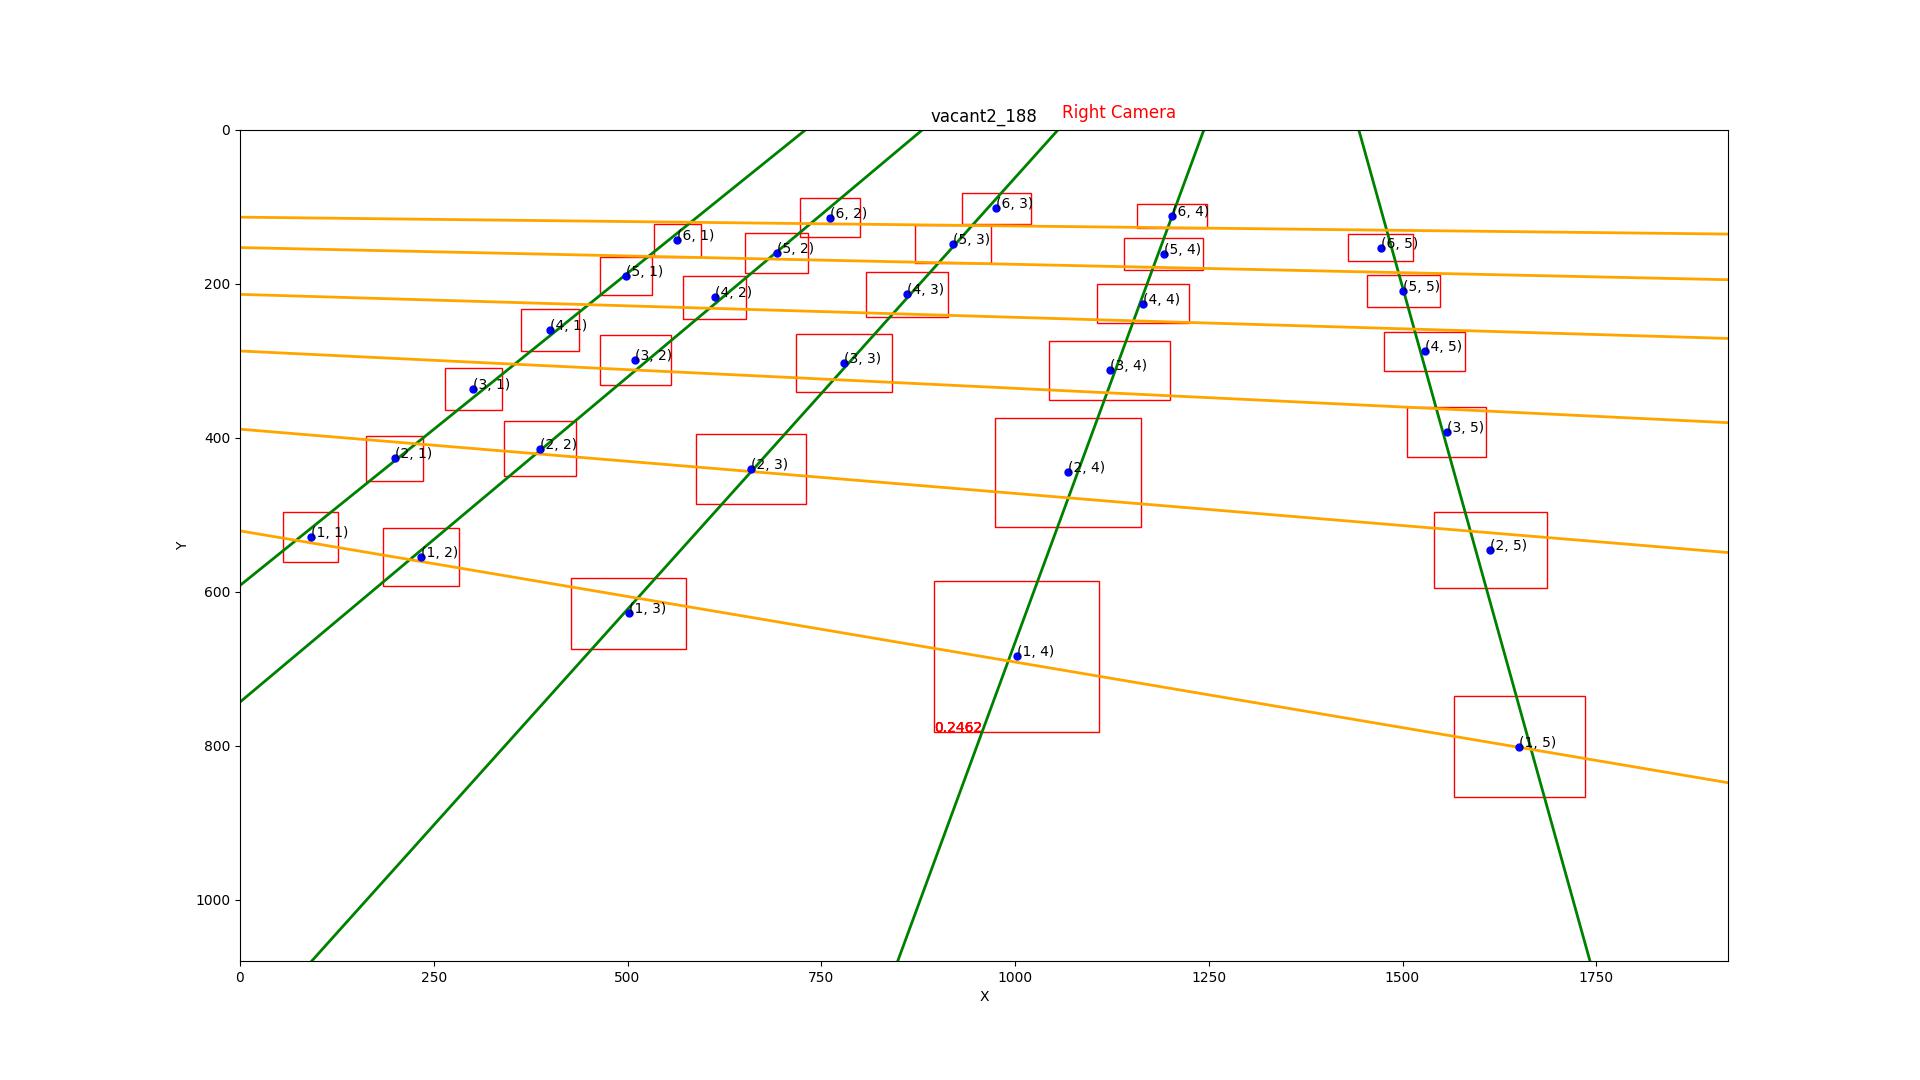 vacant2_188 Right Camera
0
(6, 3)
(6, 2) (6, 4)
(6, 1) (5, 3) (6, 5)
(5, 2) (5, 4)
(5, 1)
200
(4, 2) (4, 3) (5, 5)
(4, 4)
(4, 1)
(3, 2) (3, 3) (4, 5)
(3, 4)
(3, 1)
400
(3, 5)
(2, 1) (2, 2)
(2, 3) (2, 4)
(1, 1)
Y
(1, 2) (2, 5)
600
(1, 3)
(1, 4)
0.2462
800
(1, 5)
1000
0 250 500 750 1000 1250 1500 1750
X